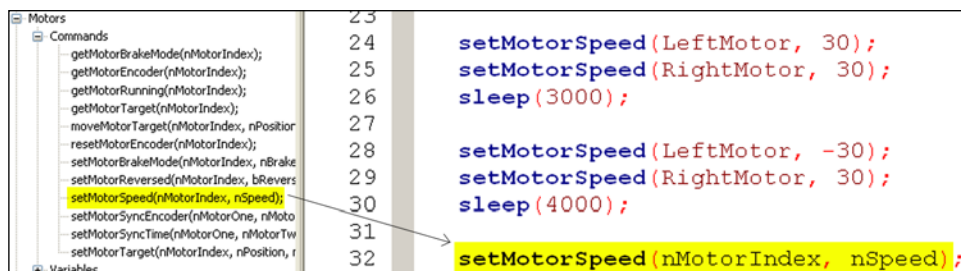 Motors
Commands
getMotorBrakeMode(nMotorIndex);
getMotorEncoder(nMotorIndex);
getMotorRunning(nMotorIndex);
getMotorTarget(nMotorIndex);
moveMotorTarget(nMotorIndex, nPosition
resetMotorEncoder(nMotorIndex);
setMotorBrakeMode(nMotorIndex, nBrake
setMotorReversed(nMotorIndex, bRevers
setMotorSpeed(nMotorIndex, nSpeed);
setMotorSyncEncoder(nMotorOne, nMoto
setMotorSyncTime(nMotorOne, nMotorTw
setMotorTarget(nMotorIndex, nPosition, r
Variables
23
24 setMotorSpeed(LeftMotor, 30);
25 setMotorSpeed(RightMotor, 30);
26 sleep(3000);
27
28 setMotorSpeed(LeftMotor, -30);
29 setMotorSpeed(RightMotor, 30);
30 sleep(4000);
31
32 setMotorSpeed(nMotorIndex, nSpeed);